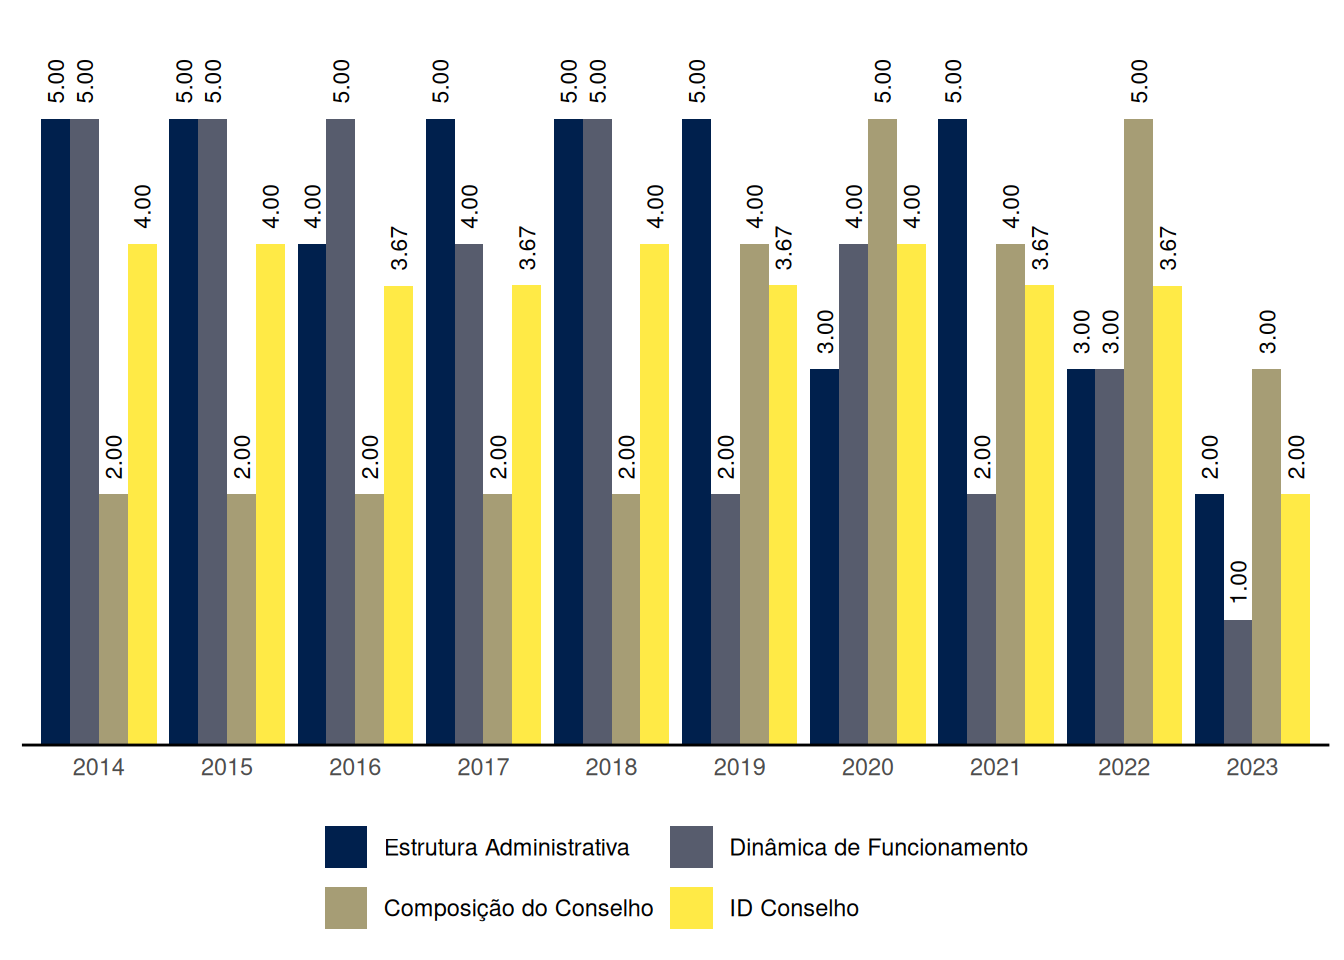 5.00 5.00 2.00 4.00 5.00 5.00 2.00 4.00 4.00 5.00 2.00 3.67 5.00 4.00 2.00 3.67 5.00 5.00 2.00 4.00 5.00 2.00 4.00 3.67 3.00 4.00 5.00 4.00 5.00 2.00 4.00 3.67 3.00 3.00 5.00 3.67 2.00 1.00 3.00 2.00
2014 2015 2016 2017 2018 2019 2020 2021 2022 2023
Estrutura Administrativa Dinâmica de Funcionamento
Composição do Conselho ID Conselho